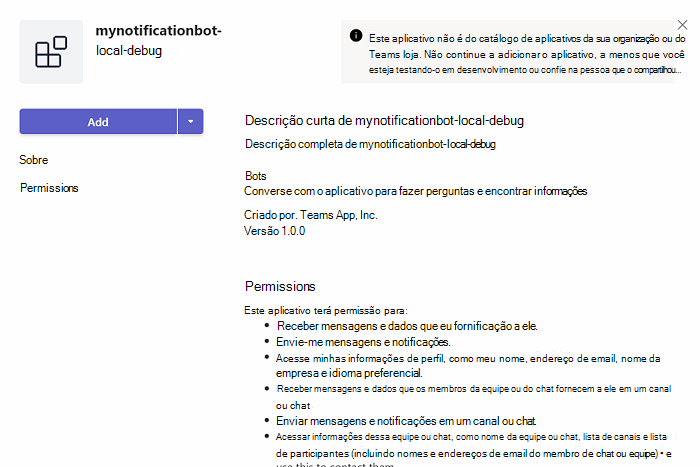 mynotificationbot-
local-debug
Este aplicativo não é do catálogo de aplicativos da sua organização ou do
Teams loja. Não continue a adicionar o aplicativo, a menos que você
esteja testando-o em desenvolvimento ou confie na pessoa que o compartilhou...
Add
Sobre
Permissions
Descrição curta de mynotificationbot-local-debug
Descrição completa de mynotificationbot-local-debug
Bots
Converse com o aplicativo para fazer perguntas e encontrar informações
Criado por. Teams App, Inc.
Versão 1.0.0
Permissions
Este aplicativo terá permissão para:
• Receber mensagens e dados que eu fornificação a ele.
• Envie-me mensagens e notificações.
• Acesse minhas informações de perfil, como meu nome, endereço de email, nome da
empresa e idioma preferencial.
• Receber mensagens e dados que os membros da equipe ou do chat fornecem a ele em um canal
ou chat
• Enviar mensagens e notificações em um canal ou chat.
• Acessar informações dessa equipe ou chat, como nome da equipe ou chat, lista de canais e lista
de participantes (incluindo nomes e endereços de email do membro de chat ou equipe) • e
use this to contact them